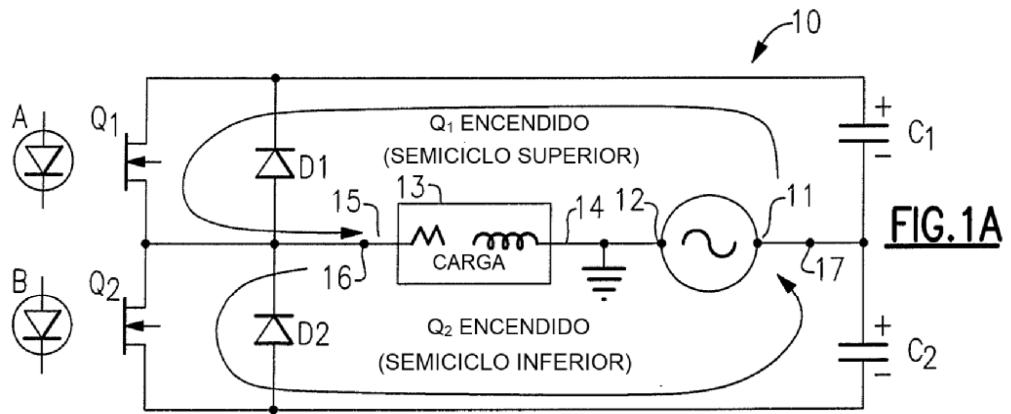 10
A
Q1
Q1 ENCENDIDO
(SEMICICLO SUPERIOR)
D1
+
C1
-
13
15
14
12
11
FIG.1A
CARGA
16
17
B
Q2
Q2 ENCENDIDO
(SEMICICLO INFERIOR)
D2
+
C2
-